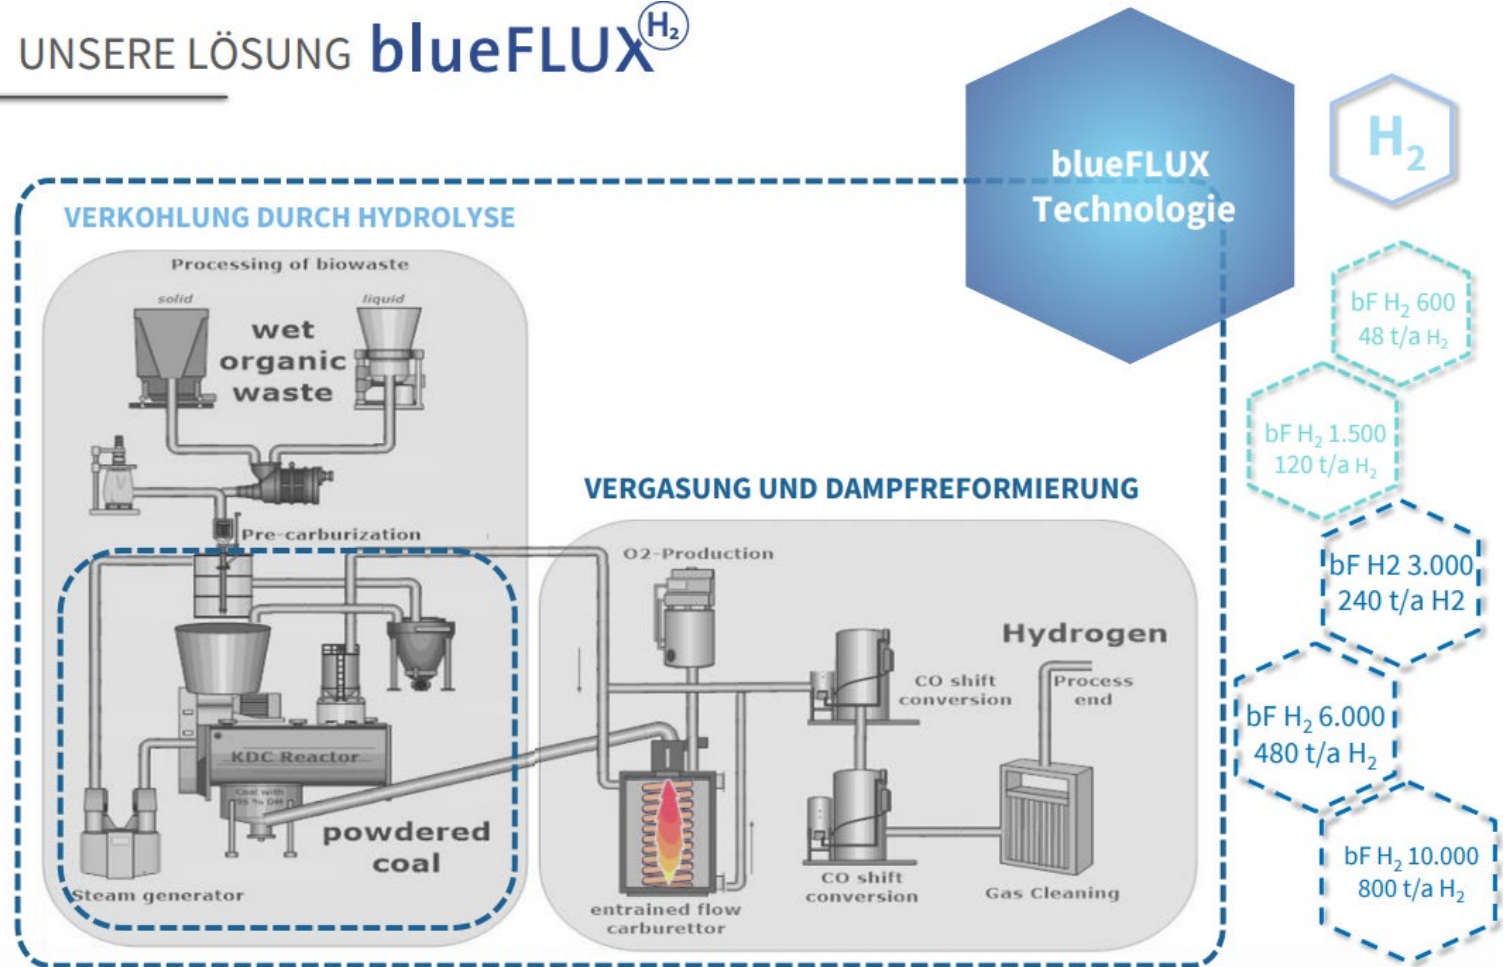 UNSERE LÖSUNG blueFLUX H₂
blueFLUX
Technologie
H₂
VERKOHLUNG DURCH HYDROLYSE
Processing of biowaste
solid
liquid
wet
organic
waste
Pre-carburization
KDC Reactor
Coal with
powdered
coal
Steam generator
VERGASUNG UND DAMPFREFORMIERUNG
O2-Production
CO shift
conversion
Hydrogen
Process
end
CO shift
conversion
Gas Cleaning
entrained flow
carburettor
bF H₂ 600
48 t/a H₂
bF H₂ 1.500
120 t/a H₂
bF H2 3.000
240 t/a H2
bF H₂ 6.000
480 t/a H₂
bF H₂ 10.000
800 t/a H₂